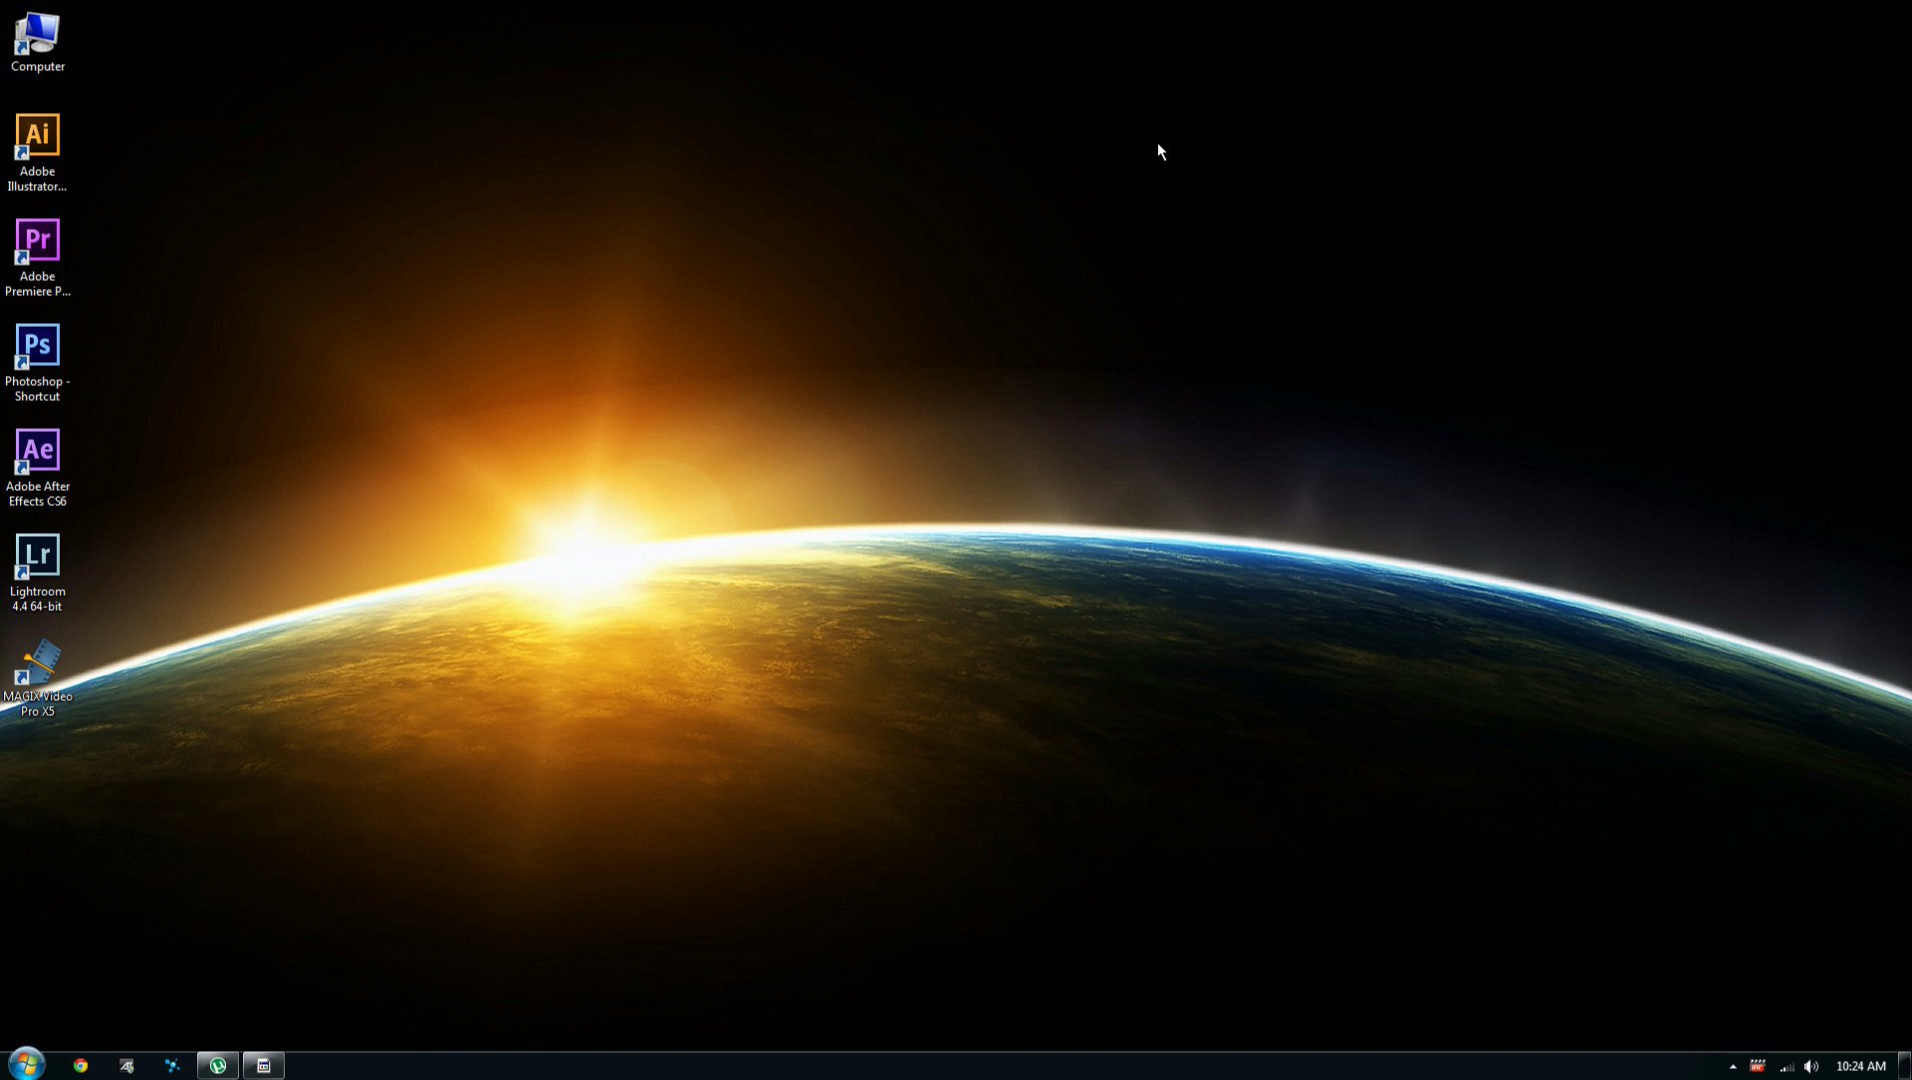 Computer
Ai
Adobe
Illustrator...
Pr
Adobe
Premiere P...
Ps
Photoshop -
Shortcut
Ae
Adobe After
Effects CS6
Lr
Lightroom
4.4 64-bit
MAGIX Video
Pro X5
10:24 AM